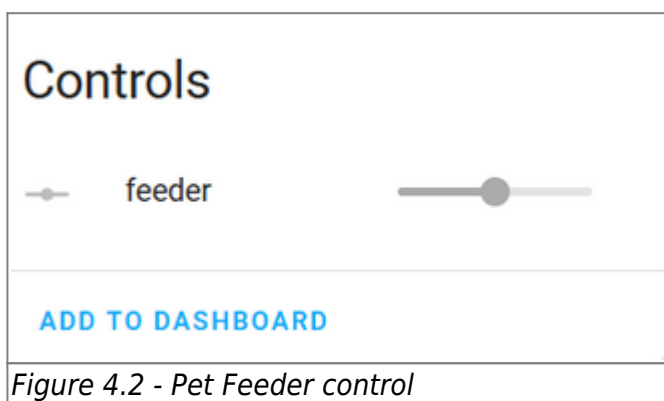 Controls
feeder
ADD TO DASHBOARD
Figure 4.2 - Pet Feeder control